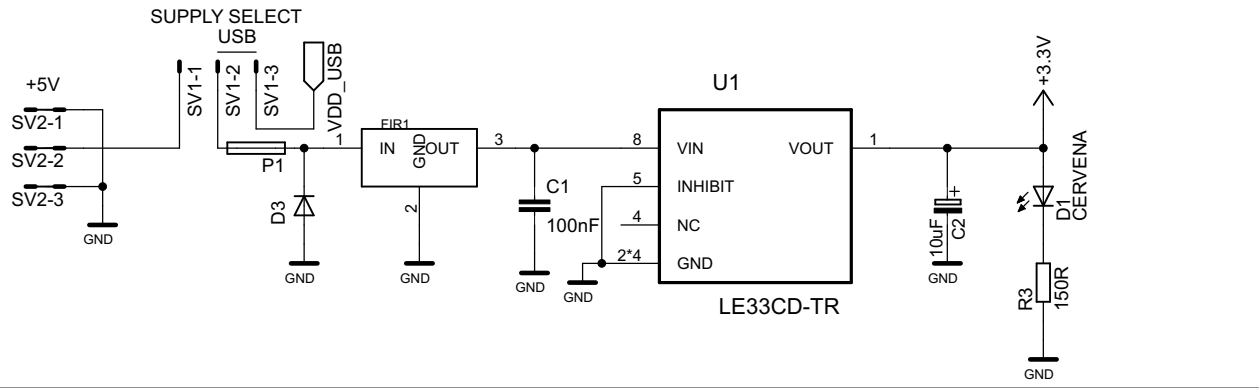 SUPPLY SELECT
USB
+5V
SV2-1
SV2-2
SV2-3
GND
SV1-1
SV1-2
SV1-3
VDD_USB
P1
D3
GND
1
FIR1
IN
GND
OUT
3
2
GND
C1
100nF
GND
U1
8
VIN
5
INHIBIT
4
NC
2*4
GND
VOUT
1
GND
LE33CD-TR
+
10uF
C2
GND
+3.3V
D1
CERVENA
R3
150R
GND